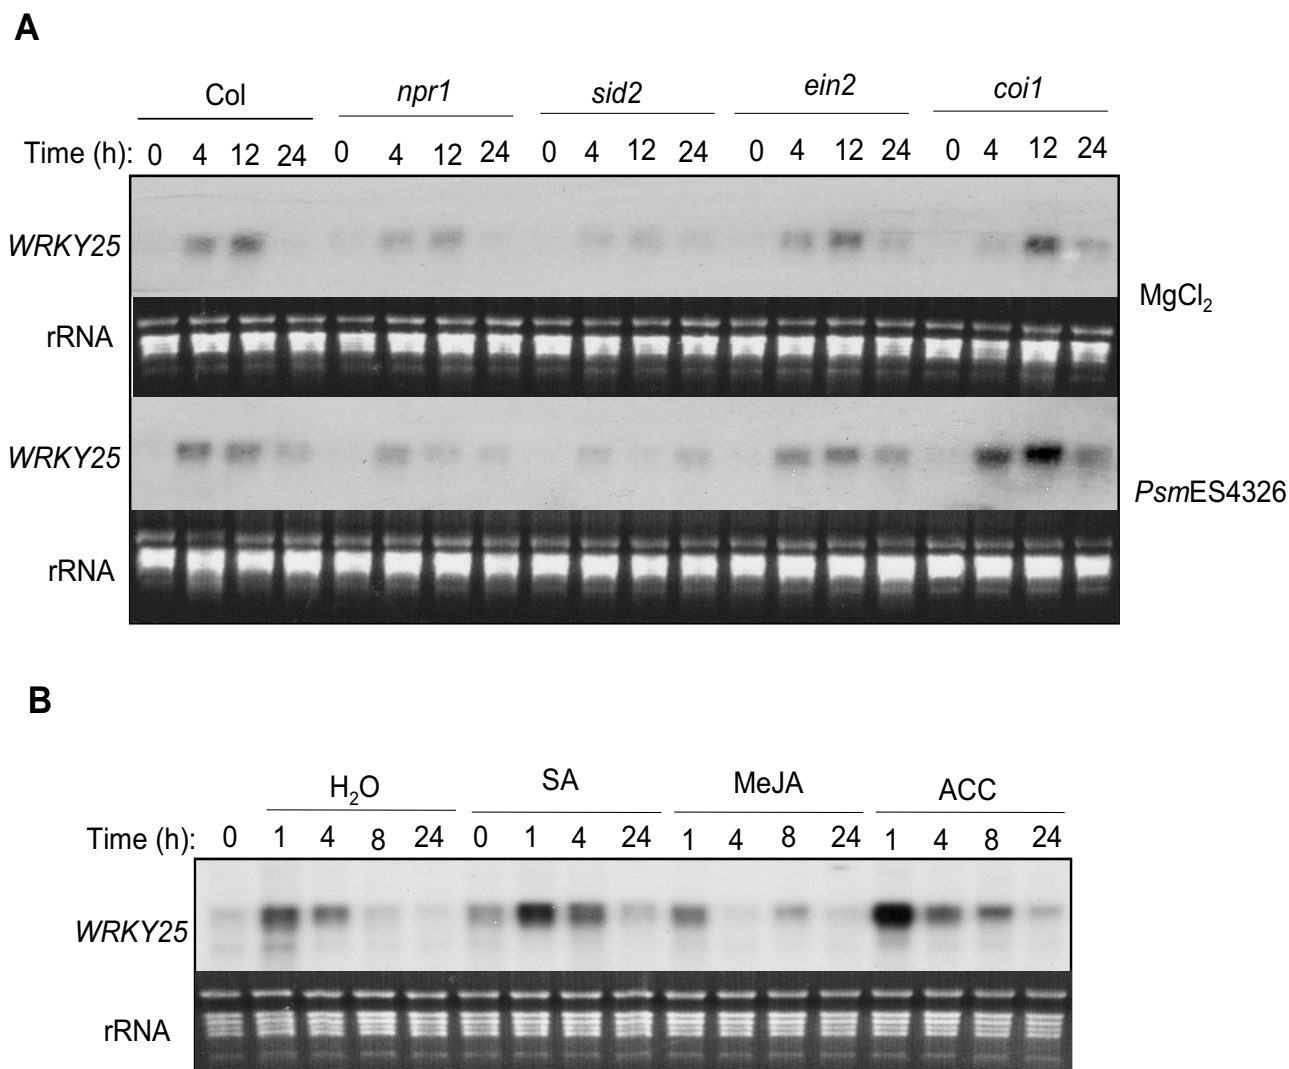 A
Col npr1 sid2 ein2 coi1
Time (h): 0 4 12 24 0 4 12 24 0 4 12 24 0 4 12 24 0 4 12 24
WRKY25
MgCl₂
rRNA
WRKY25
PsmES4326
rRNA
B
H₂O SA MeJA ACC
Time (h): 0 1 4 8 24 0 1 4 24 1 4 8 24 1 4 8 24
WRKY25
rRNA